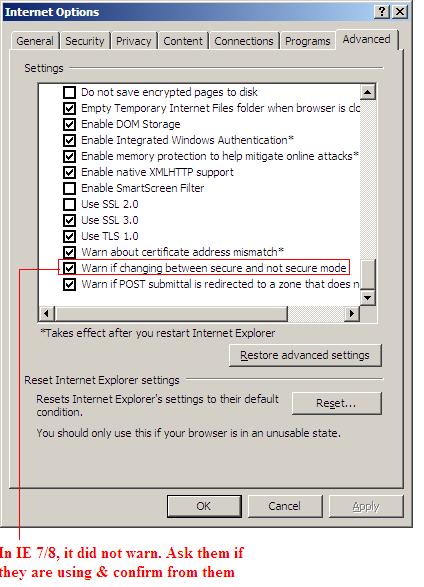 Internet Options
General Security Privacy Content Connections Programs Advanced
Settings
Do not save encrypted pages to disk
Empty Temporary Internet Files folder when browser is clo
Enable DOM Storage
Enable Integrated Windows Authentication*
Enable memory protection to help mitigate online attacks*
Enable native XMLHTTP support
Enable SmartScreen Filter
Use SSL 2.0
Use SSL 3.0
Use TLS 1.0
Warn about certificate address mismatch*
Warn if changing between secure and not secure mode
Warn if POST submittal is redirected to a zone that does n
*Takes effect after you restart Internet Explorer
Restore advanced settings
Reset Internet Explorer settings
Resets Internet Explorer's settings to their default
condition.
Reset...
You should only use this if your browser is in an unusable state.
OK Cancel Apply
In IE 7/8, it did not warn. Ask them if
they are using & confirm from them